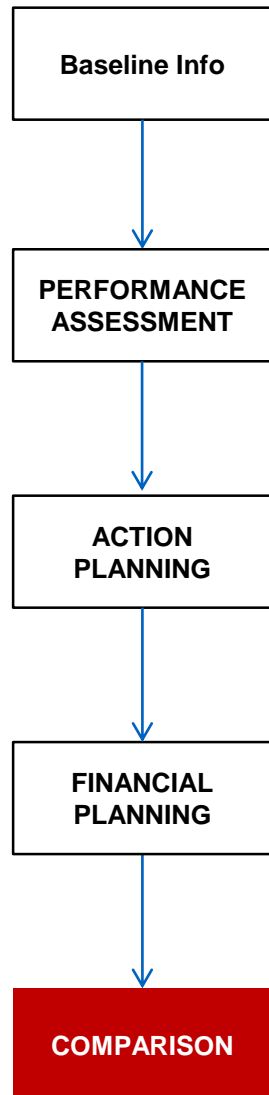 Baseline Info
PERFORMANCE
ASSESSMENT
ACTION
PLANNING
FINANCIAL
PLANNING
COMPARISON